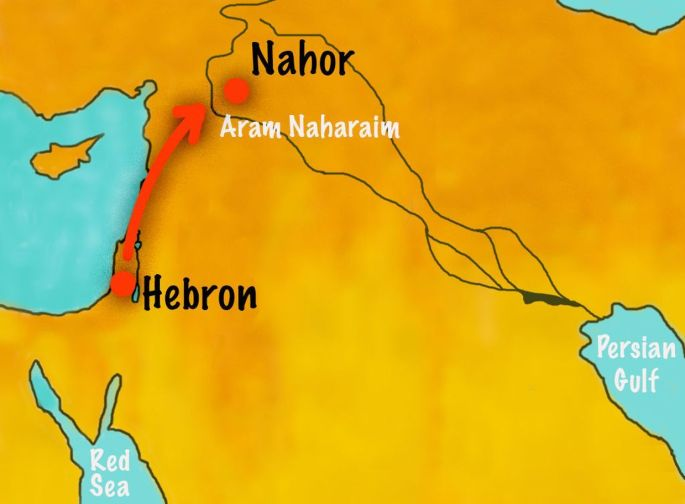 Nahor
Aram Naharaim
Hebron
Persian
Gulf
Red
Sea